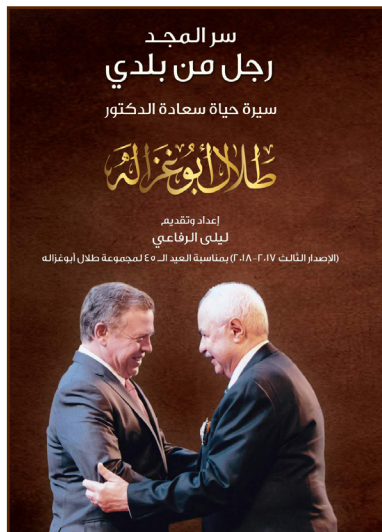 سر المجد
رجل من بلدي
سيرة حياة سعادة الدكتور
طلال أبوغزاله
إعداد وتقديم
ليلى الرفاعي
(الإصدار الثالث ٢٠١٧-٢٠١٨) بمناسبة العيد الـ ٤٥ لمجموعة طلال أبوغزاله